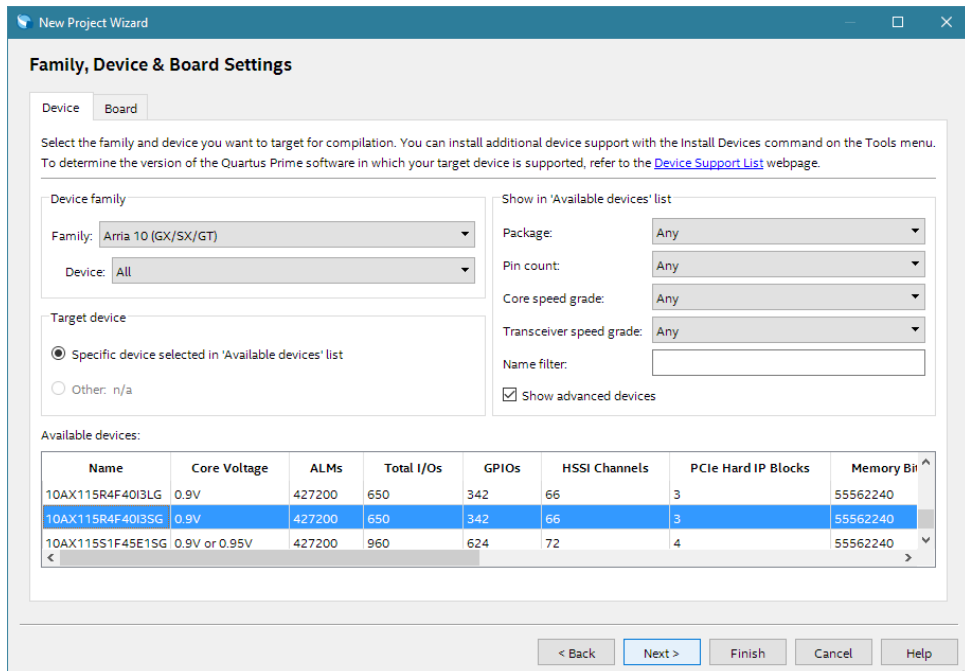 New Project Wizard
Family, Device & Board Settings
Device Board
Select the family and device you want to target for compilation. You can install additional device support with the Install Devices command on the Tools menu.
To determine the version of the Quartus Prime software in which your target device is supported, refer to the Device Support List webpage.
Device family
Family: Arria 10 (GX/SX/GT)
Device: All
Target device
Specific device selected in 'Available devices' list
Other: n/a
Show in 'Available devices' list
Package: Any
Pin count: Any
Core speed grade: Any
Transceiver speed grade: Any
Name filter:
Show advanced devices
Available devices:
Name Core Voltage ALMs Total I/Os GPIOs HSSI Channels PCIe Hard IP Blocks Memory Bit
10AX115R4F40I3LG 0.9V 427200 650 342 66 3 55562240
10AX115R4F40I3SG 0.9V 427200 650 342 66 3 55562240
10AX115S1F45E1SG 0.9V or 0.95V 427200 960 624 72 4 55562240
< Back Next > Finish Cancel Help